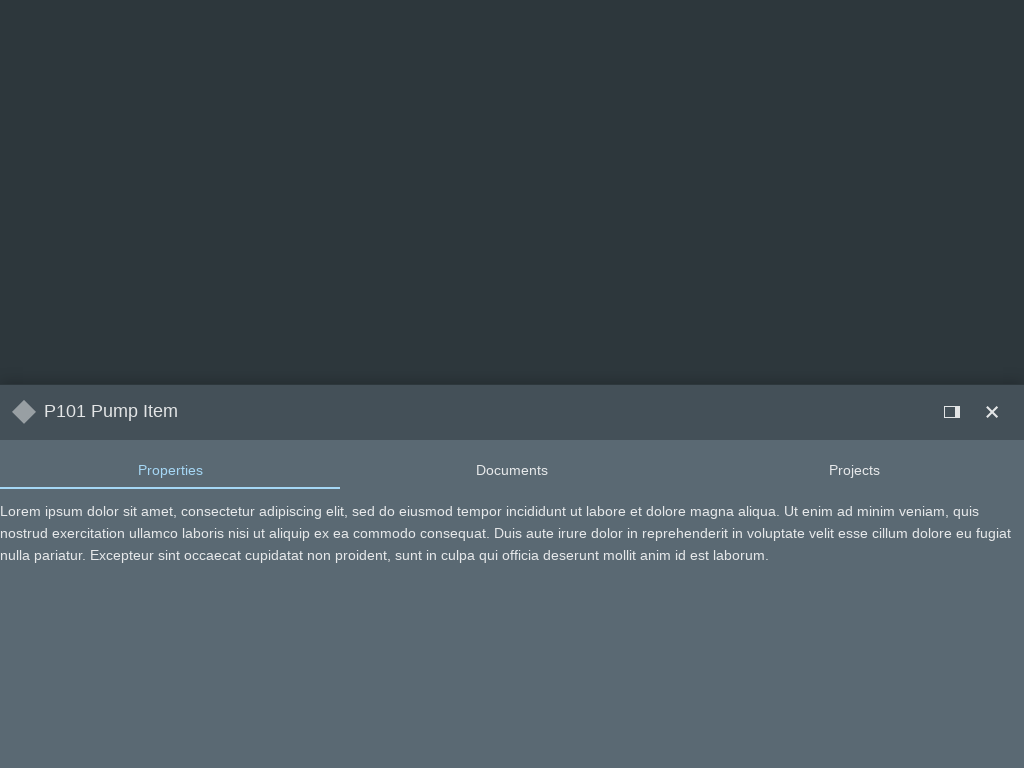 P101 Pump Item
Properties
Documents
Projects
Lorem ipsum dolor sit amet, consectetur adipiscing elit, sed do eiusmod tempor incididunt ut labore et dolore magna aliqua. Ut enim ad minim veniam, quis
nostrud exercitation ullamco laboris nisi ut aliquip ex ea commodo consequat. Duis aute irure dolor in reprehenderit in voluptate velit esse cillum dolore eu fugiat
nulla pariatur. Excepteur sint occaecat cupidatat non proident, sunt in culpa qui officia deserunt mollit anim id est laborum.